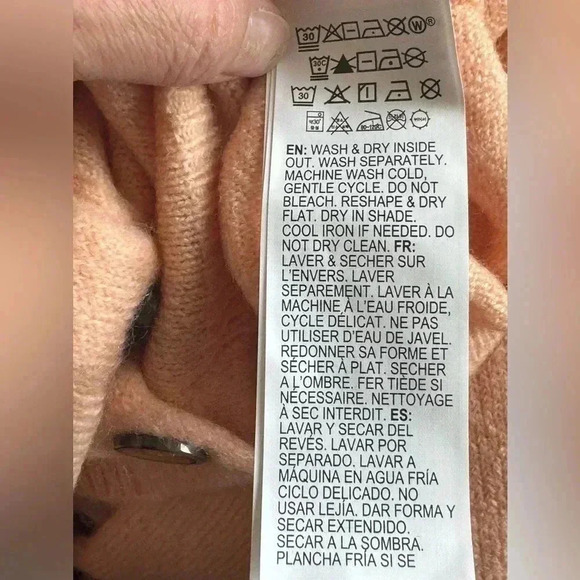 30 W®
30°C
30
EN: WASH & DRY INSIDE
OUT. WASH SEPARATELY.
MACHINE WASH COLD,
GENTLE CYCLE. DO NOT
BLEACH. RESHAPE & DRY
FLAT. DRY IN SHADE.
COOL IRON IF NEEDED. DO
NOT DRY CLEAN. FR:
LAVER & SECHER SUR
L'ENVERS. LAVER
SEPAREMENT. LAVER À LA
MACHINE À L'EAU FROIDE,
CYCLE DÉLICAT. NE PAS
UTILISER D'EAU DE JAVEL.
REDONNER SA FORME ET
SÉCHER À PLAT. SECHER
A L'OMBRE. FER TIÈDE SI
NÉCESSAIRE. NETTOYAGE
À SEC INTERDIT. ES:
LAVAR Y SECAR DEL
REVÉS. LAVAR POR
SEPARADO. LAVAR A
MÁQUINA EN AGUA FRÍA
CICLO DELICADO. NO
USAR LEJÍA. DAR FORMA Y
SECAR EXTENDIDO.
SECAR A LA SOMBRA.
PLANCHA FRÍA SI SE